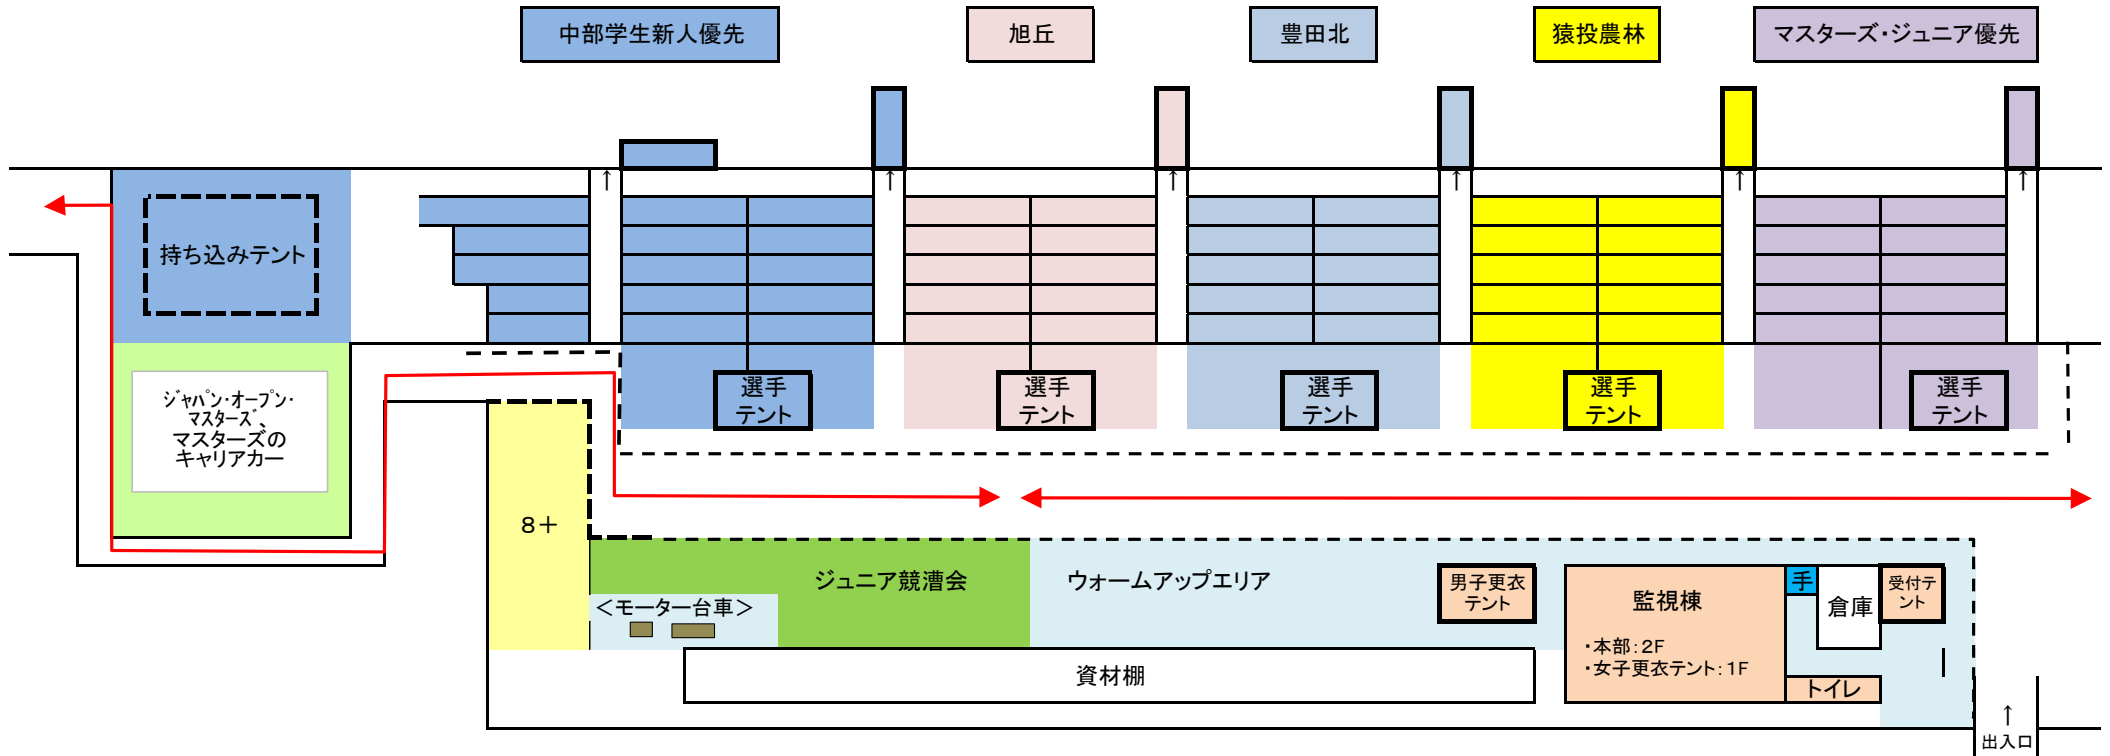 中部学生新人優先
旭丘
豊田北
猿投農林
マスターズ・ジュニア優先
↑ ↑ ↑ ↑ ↑ ↑
持ち込みテント
ジャパン・オープン・
マスターズ、
マスターズの
キャリアカー
選手
テント
選手
テント
選手
テント
選手
テント
選手
テント
8+
ジュニア競漕会
ウォームアップエリア
<モーター台車>
男子更衣
テント
監視棟
・本部:2F
・女子更衣テント:1F
手
倉庫
受付テ
ント
トイレ
資材棚
↑
出入口